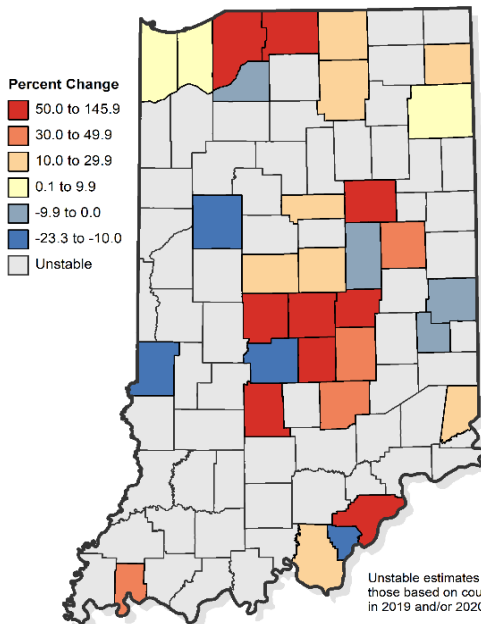 Percent Change
50.0 to 145.9
30.0 to 49.9
10.0 to 29.9
0.1 to 9.9
-9.9 to 0.0
-23.3 to -10.0
Unstable
Unstable estimates
those based on cou
in 2019 and/or 2020